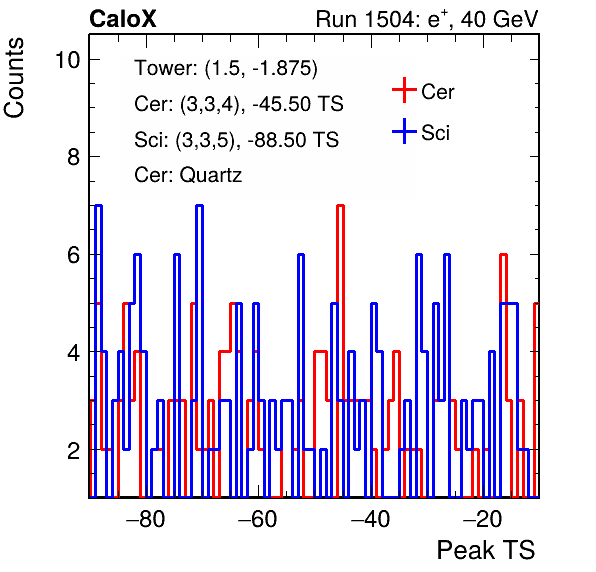 CaloX Run 1504: e⁺, 40 GeV
Counts
Tower: (1.5, -1.875)
Cer: (3,3,4), -45.50 TS
Sci: (3,3,5), -88.50 TS
Cer: Quartz
Cer
Sci
10
8
6
4
2
−80 −60 −40 −20
Peak TS